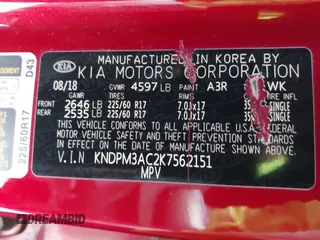 MANUFACTURED IN KOREA BY
KIA KIA MOTORS CORPORATION
08/18 GVWR 4597 LB PAINT A3R WK
GAWR TIRES RIMS
FRONT 2646 LB 225/60 R17 7.0Jx17 SINGLE
REAR 2535 LB 225/60 R17 7.0Jx17 SINGLE
THIS VEHICLE CONFORMS TO ALL APPLICABLE
FEDERAL MOTOR VEHICLE SAFETY, BUMPER,
AND THEFT PREVENTION STANDARDS IN EFFECT
ON THE DATE OF MANUFACTURE SHOWN ABOVE.
V.I.N KNDPM3AC2K7562151
MPV
D43
225/60R17
DREAMBID